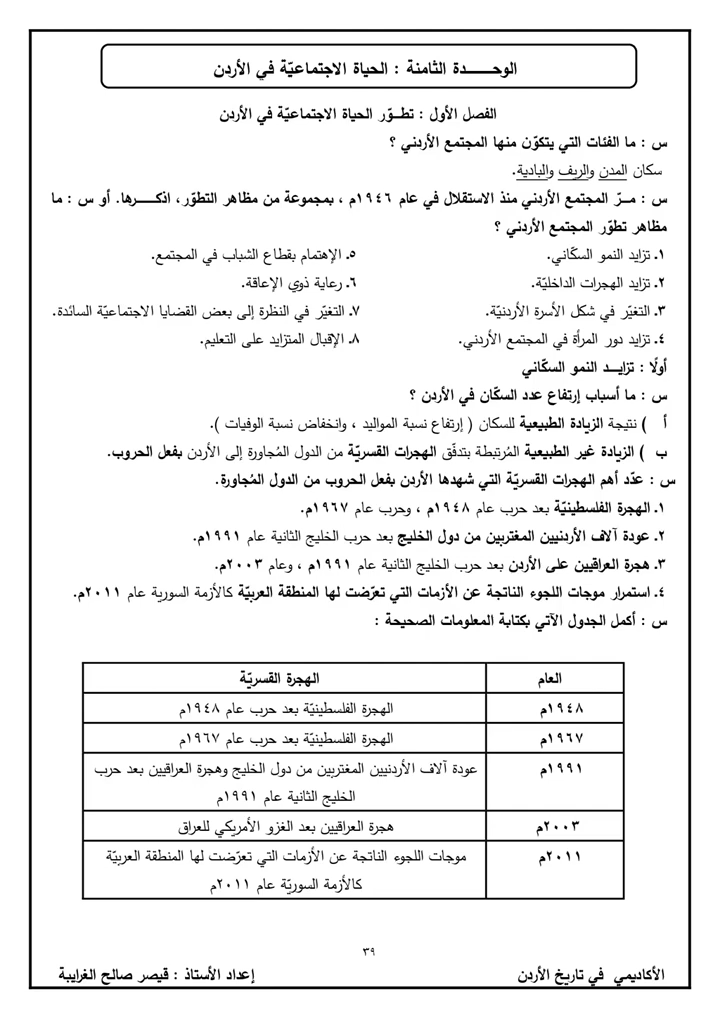 الوحــــدة الثامنة : الحياة الاجتماعيّة في الأردن
الفصل الأول : تطــوّر الحياة الاجتماعيّة في الأردن
س : ما الفئات التي يتكوّن منها المجتمع الأردني ؟
سكان المدن والريف والبادية.
س : مــرّ المجتمع الأردني منذ الاستقلال في عام ١٩٤٦م ، بمجموعة من مظاهر التطوّر، اذكــــرها. أو س : ما
مظاهر تطوّر المجتمع الأردني ؟
١. تزايد النمو السكّاني.
٥. الإهتمام بقطاع الشباب في المجتمع.
٢. تزايد الهجرات الداخليّة.
٦. رعاية ذوي الإعاقة.
٣. التغيّر في شكل الأسرة الأردنيّة.
٧. التغيّر في النظرة إلى بعض القضايا الاجتماعيّة السائدة.
٤. تزايد دور المرأة في المجتمع الأردني.
٨. الإقبال المتزايد على التعليم.
أولًا : تزايـــد النمو السكّاني
س : ما أسباب إرتفاع عدد السكّان في الأردن ؟
أ ) نتيجة الزيادة الطبيعية للسكان ( إرتفاع نسبة المواليد ، وانخفاض نسبة الوفيات ).
ب ) الزيادة غير الطبيعية المُرتبطة بتدفّق الهجرات القسريّة من الدول المُجاورة إلى الأردن بفعل الحروب.
س : عدّد أهم الهجرات القسريّة التي شهدها الأردن بفعل الحروب من الدول المُجاورة.
١. الهجرة الفلسطينيّة بعد حرب عام ١٩٤٨م ، وحرب عام ١٩٦٧م.
٢. عودة آلاف الأردنيين المغتربين من دول الخليج بعد حرب الخليج الثانية عام ١٩٩١م.
٣. هجرة العراقيين على الأردن بعد حرب الخليج الثانية عام ١٩٩١م ، وعام ٢٠٠٣م.
٤. استمرار موجات اللجوء الناتجة عن الأزمات التي تعرّضت لها المنطقة العربيّة كالأزمة السورية عام ٢٠١١م.
س : أكمل الجدول الآتي بكتابة المعلومات الصحيحة :
العام
الهجرة القسريّة
١٩٤٨م
الهجرة الفلسطينيّة بعد حرب عام ١٩٤٨م
١٩٦٧م
الهجرة الفلسطينيّة بعد حرب عام ١٩٦٧م
١٩٩١م
عودة آلاف الأردنيين المغتربين من دول الخليج وهجرة العراقيين بعد حرب
الخليج الثانية عام ١٩٩١م
٢٠٠٣م
هجرة العراقيين بعد الغزو الأمريكي للعراق
٢٠١١م
موجات اللجوء الناتجة عن الأزمات التي تعرّضت لها المنطقة العربيّة
كالأزمة السوريّة عام ٢٠١١م
٣٩
الأكاديمي في تاريخ الأردن
إعداد الأستاذ : قيصر صالح الغرايبة